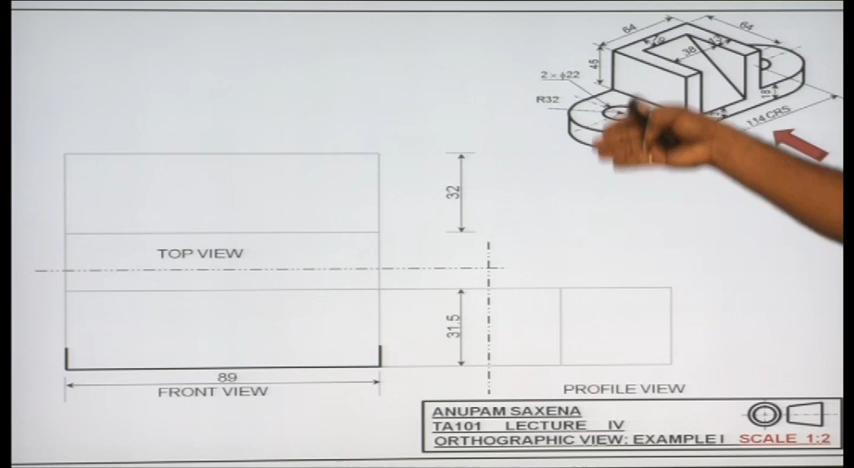 64
64
38
45
2 × ϕ22
R32
18
114 CRS
32
TOP VIEW
31.5
89
FRONT VIEW
PROFILE VIEW
ANUPAM SAXENA
TA101 LECTURE IV
ORTHOGRAPHIC VIEW: EXAMPLE I SCALE 1:2